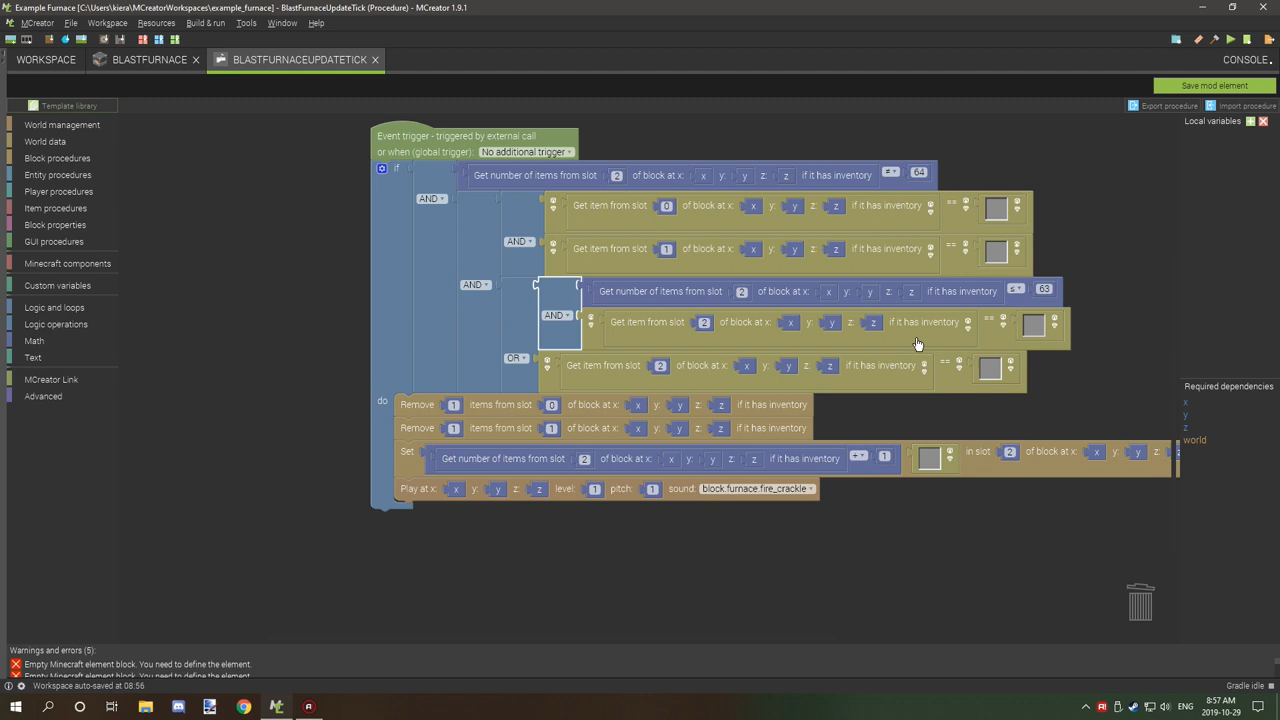 Example Furnace [C:\Users\kiera\MCreatorWorkspaces\example_furnace] - BlastFurnaceUpdateTick (Procedure) - MCreator 1.9.1
MCreator File Workspace Resources Build & run Tools Window Help
WORKSPACE BLASTFURNACE × BLASTFURNACEUPDATETICK × CONSOLE
Save mod element
Template library Export procedure Import procedure
World management
World data
Block procedures
Entity procedures
Player procedures
Item procedures
Block properties
GUI procedures
Minecraft components
Custom variables
Logic and loops
Logic operations
Math
Text
MCreator Link
Advanced
Local variables
Event trigger - triggered by external call
or when (global trigger): No additional trigger
if Get number of items from slot 2 of block at x: x y: y z: z if it has inventory ≠ 64
AND
Get item from slot 0 of block at x: x y: y z: z if it has inventory ==
AND
Get item from slot 1 of block at x: x y: y z: z if it has inventory ==
AND
Get number of items from slot 2 of block at x: x y: y z: z if it has inventory ≤ 63
AND
Get item from slot 2 of block at x: x y: y z: z if it has inventory ==
OR
Get item from slot 2 of block at x: x y: y z: z if it has inventory ==
do Remove 1 items from slot 0 of block at x: x y: y z: z if it has inventory
Remove 1 items from slot 1 of block at x: x y: y z: z if it has inventory
Set Get number of items from slot 2 of block at x: x y: y z: z if it has inventory + 1 in slot 2 of block at x: x y: y z: z
Play at x: x y: y z: z level: 1 pitch: 1 sound: block.furnace.fire_crackle
Required dependencies
x
y
z
world
Warnings and errors (5):
Empty Minecraft element block. You need to define the element.
Empty Minecraft element block. You need to define the element.
Workspace auto-saved at 08:56 Gradle idle
ENG
8:57 AM
2019-10-29